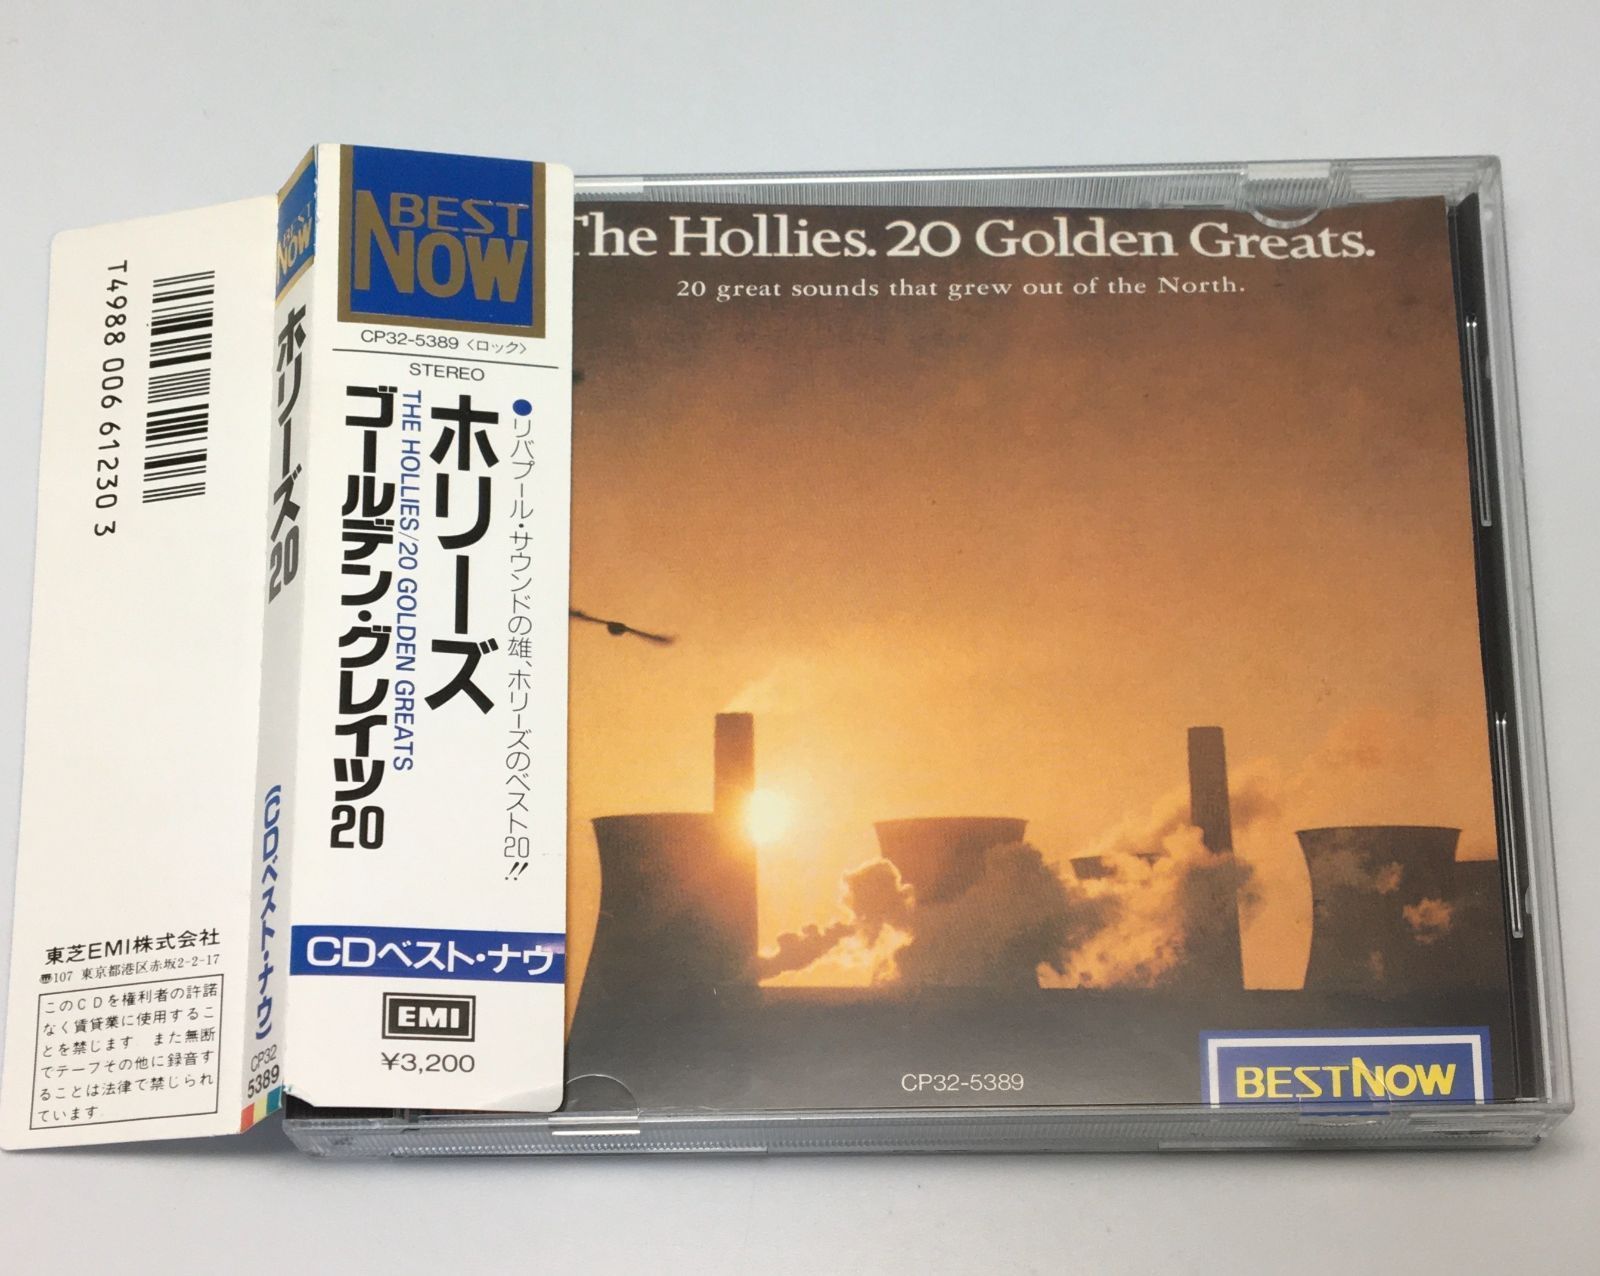 T4988 006 61230 3
東芝EMI株式会社
〠107 東京都港区赤坂2-2-17
このCDを権利者の許諾
なく賃貸業に使用するこ
とを禁じます また無断
でテープその他に録音す
ることは法律で禁じられ
ています.
BEST
NOW
ホリーズ20
(CDベスト・ナウ)
CP32
5389
BEST
NOW
CP32-5389〈ロック〉
STEREO
●リバプール・サウンドの雄、ホリーズのベスト20!!
ホリーズ
THE HOLLIES/20 GOLDEN GREATS
ゴールデン・グレイツ20
CDベスト・ナウ
EMI
¥3,200
The Hollies. 20 Golden Greats.
20 great sounds that grew out of the North.
CP32-5389
BEST NOW